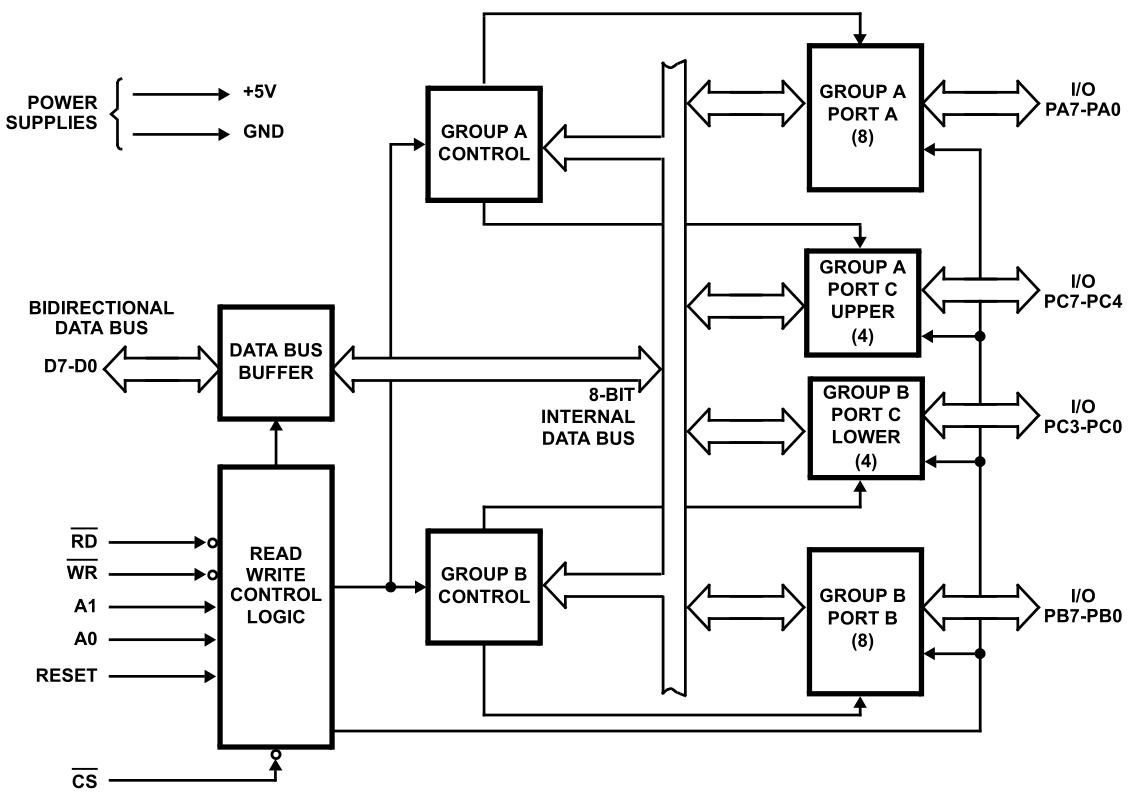 POWER
SUPPLIES
+5V
GND
GROUP A
CONTROL
GROUP A
PORT A
(8)
I/O
PA7-PA0
GROUP A
PORT C
UPPER
(4)
I/O
PC7-PC4
BIDIRECTIONAL
DATA BUS
D7-D0
DATA BUS
BUFFER
8-BIT
INTERNAL
DATA BUS
GROUP B
PORT C
LOWER
(4)
I/O
PC3-PC0
RD
WR
A1
A0
RESET
CS
READ
WRITE
CONTROL
LOGIC
GROUP B
CONTROL
GROUP B
PORT B
(8)
I/O
PB7-PB0